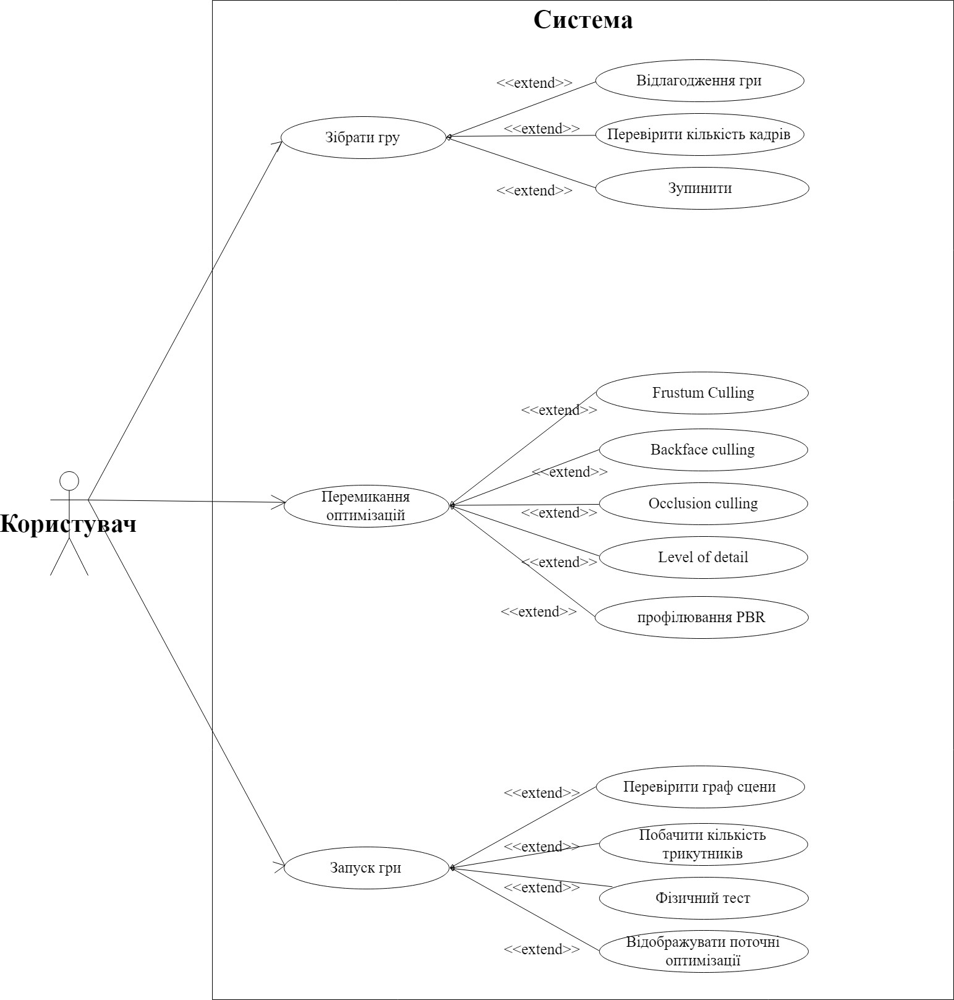 Система
<<extend>>
Відлагодження гри
<<extend>>
Перевірити кількість кадрів
Зібрати гру
<<extend>>
Зупинити
Frustum Culling
<<extend>>
Backface culling
<<extend>>
Перемикання
оптимізацій
Occlusion culling
<<extend>>
Користувач
Level of detail
<<extend>>
<<extend>>
профілювання PBR
Перевірити граф сцени
<<extend>>
Побачити кількість
трикутників
<<extend>>
Запуск гри
<<extend>>
Фізичний тест
<<extend>>
Відображувати поточні
оптимізації